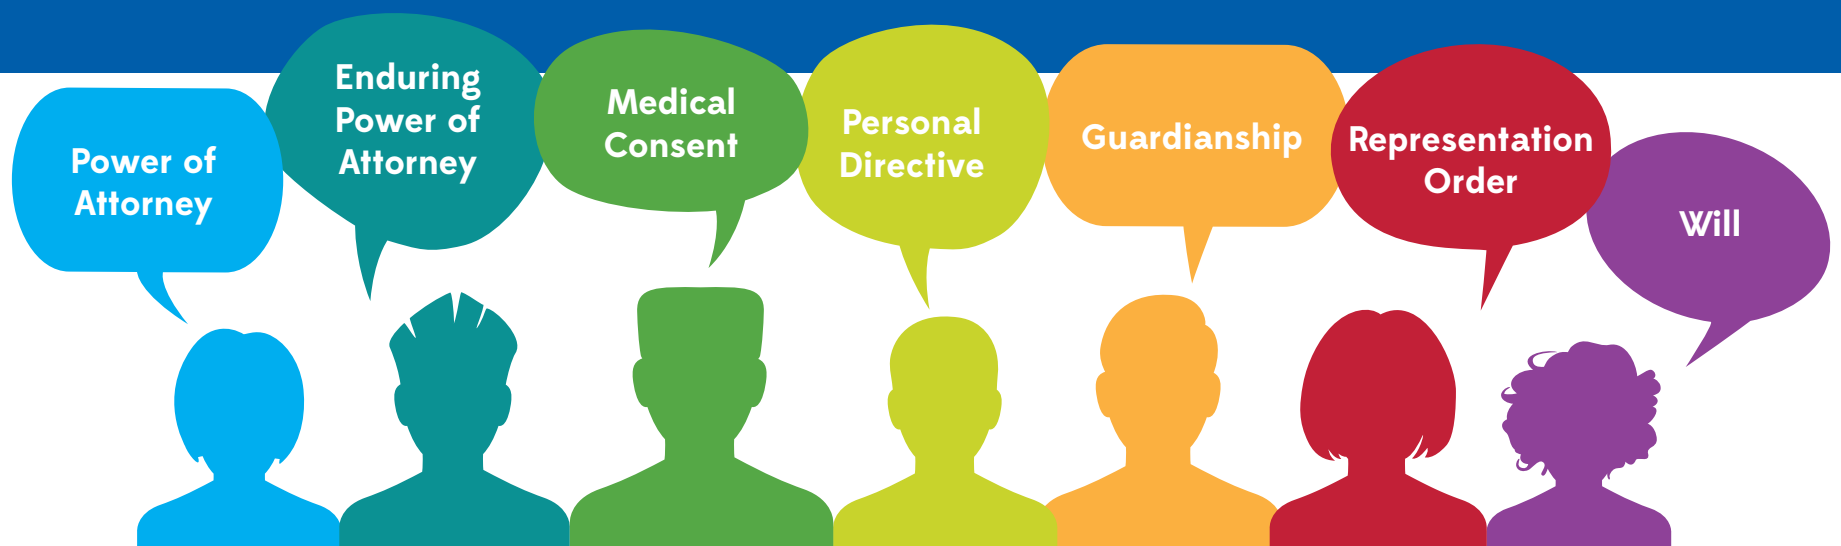 Power of
Attorney
Enduring
Power of
Attorney
Medical
Consent
Personal
Directive
Guardianship
Representation
Order
Will